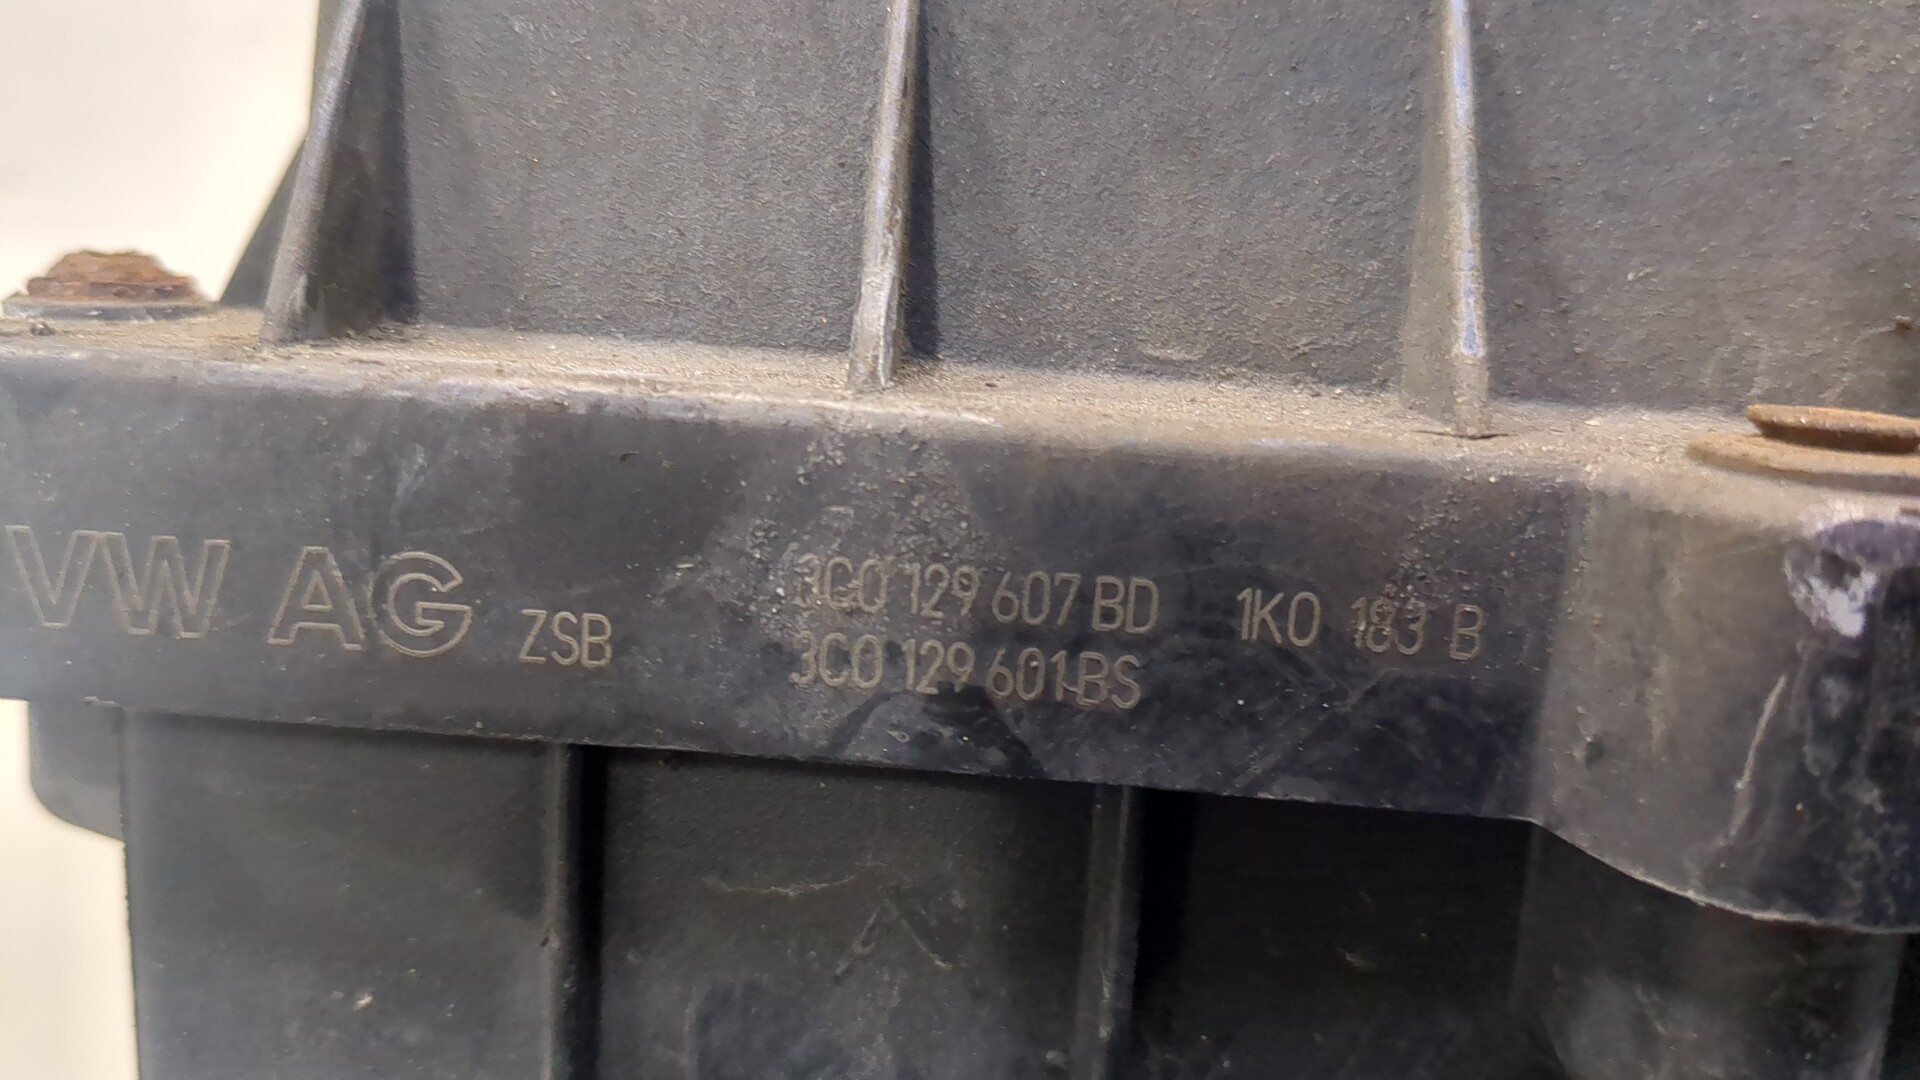 VW AG ZSB 3C0 129 607 BD 1K0 183 B
3C0 129 601 BS